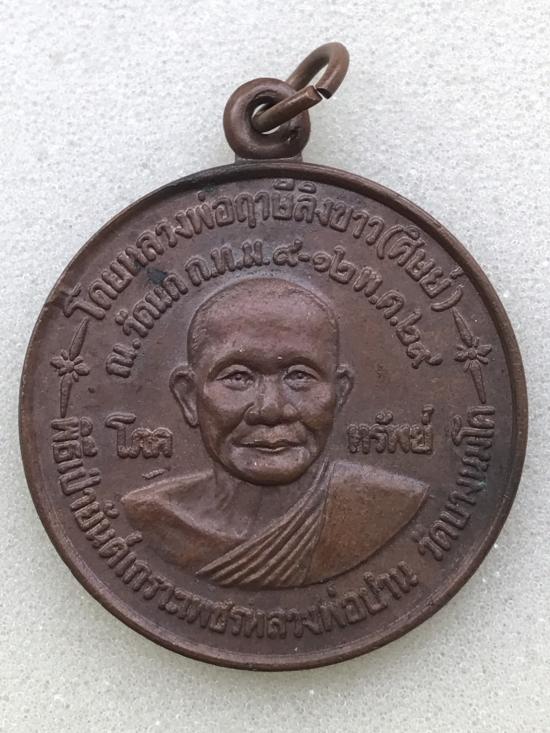 โดยหลวงพ่อฤาษีลิงขาว(ศิษย์)
ณ.วัดนก ก.ท.ม. ๙-๑๒ พ.ค.๒๙
โชค ทรัพย์
พิธีเป่ายันต์เกราะเพชรหลวงพ่อปาน วัดบางนมโค